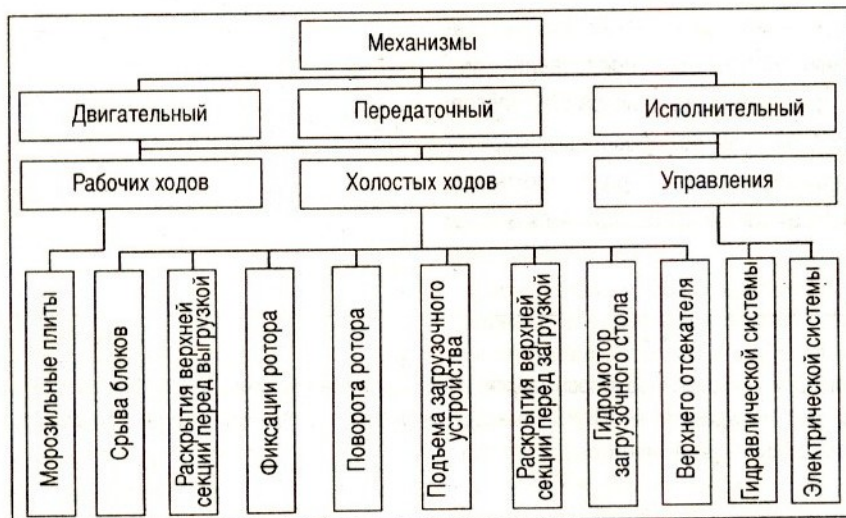 Механизмы
Двигательный
Передаточный
Исполнительный
Рабочих ходов
Холостых ходов
Управления
Морозильные плиты
Срыва блоков
Раскрытия верхней
секции перед выгрузкой
Фиксации ротора
Поворота ротора
Подъема загрузочного
устройства
Раскрытия верхней
секции перед загрузкой
Гидромотор
загрузочного стола
Верхнего отсекателя
Гидравлической системы
Электрической системы